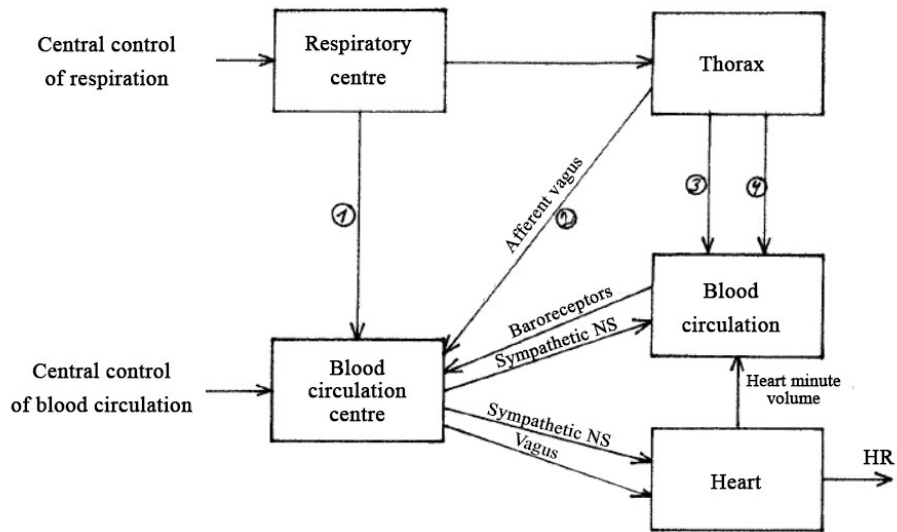 Central control
of respiration
Respiratory
centre
Thorax
①
Afferent vagus
②
③
④
Baroreceptors
Sympathetic NS
Blood
circulation
Central control
of blood circulation
Blood
circulation
centre
Heart minute
volume
Sympathetic NS
Vagus
Heart
HR